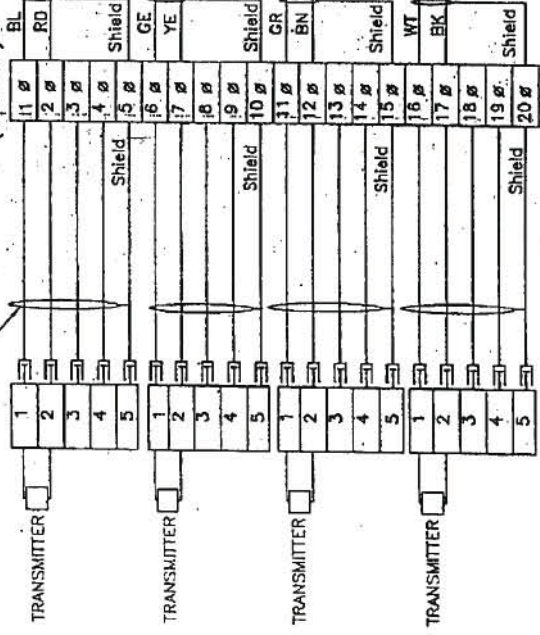 BL
RD
Shield
GE
YE
Shield
GR
BN
Shield
WT
BK
Shield
1 ø
2 ø
3 ø
4 ø
5 ø
6 ø
7 ø
8 ø
9 ø
10 ø
11 ø
12 ø
13 ø
14 ø
15 ø
16 ø
17 ø
18 ø
19 ø
20 ø
Shield
Shield
Shield
Shield
1
2
3
4
5
1
2
3
4
5
1
2
3
4
5
1
2
3
4
5
TRANSMITTER
TRANSMITTER
TRANSMITTER
TRANSMITTER